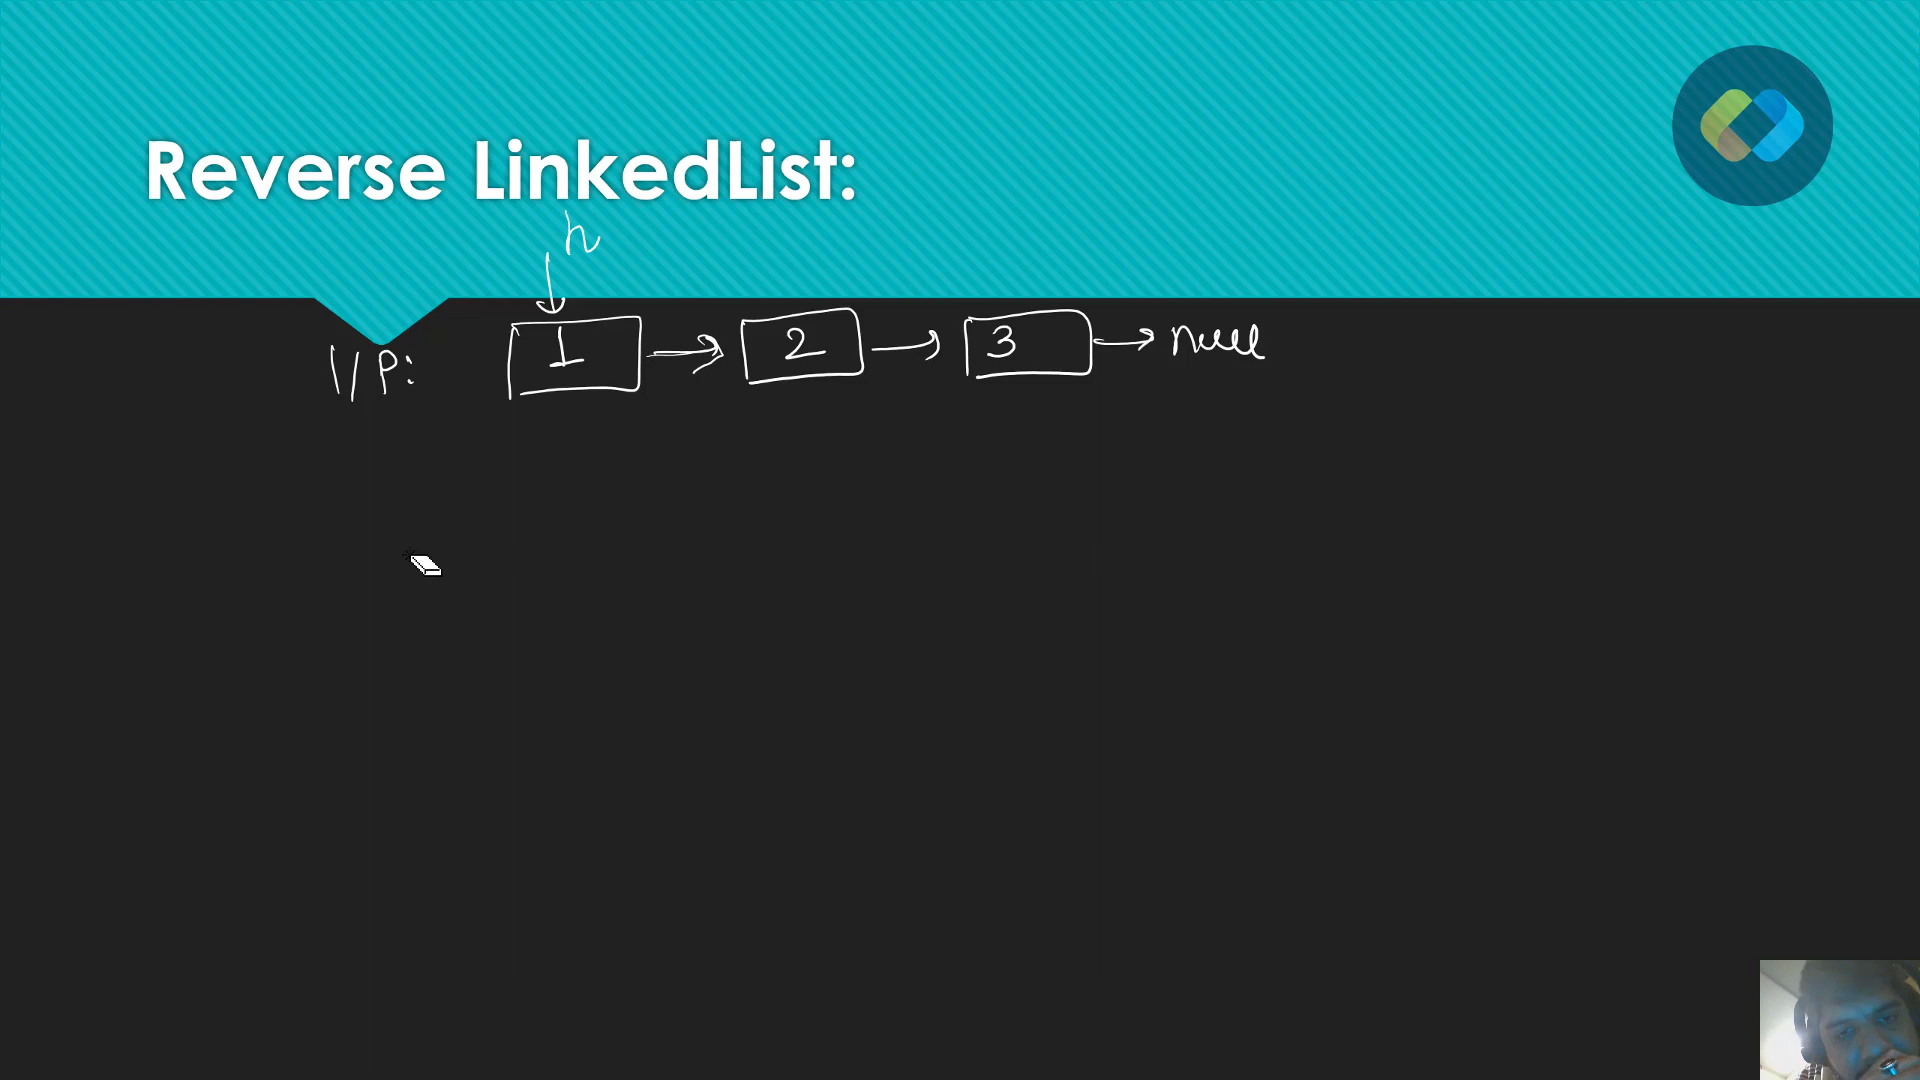 Reverse LinkedList:
h
I/P: 1 → 2 → 3 → null